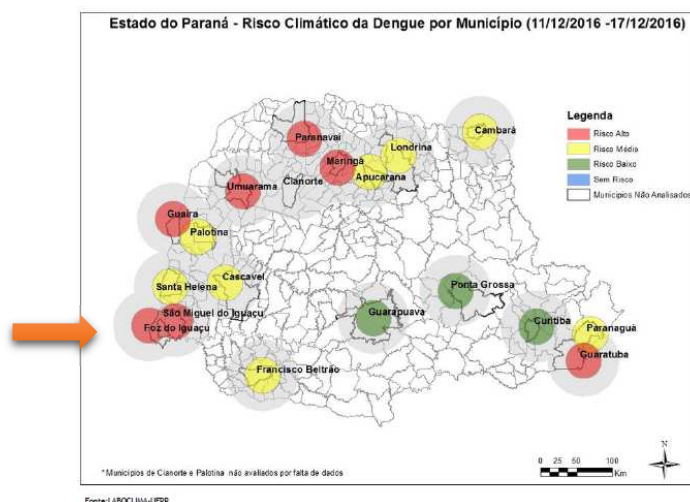 Estado do Paraná - Risco Climático da Dengue por Município (11/12/2016 -17/12/2016)
Legenda
Risco Alto
Risco Médio
Risco Baixo
Sem Risco
Municípios Não Analisados
Cambará
Paranavaí
Londrina
Maringá
Apucarana
Cianorte
Umuarama
Guaíra
Palotina
Cascavel
Santa Helena
Ponta Grossa
São Miguel do Iguaçu
Guarapuava
Foz do Iguaçu
Curitiba
Paranaguá
Guaratuba
Francisco Beltrão
* Municípios de Cianorte e Palotina não avaliados por falta de dados
0 25 50 100
Km
N
Fonte: LABOCLIMA-UFPR